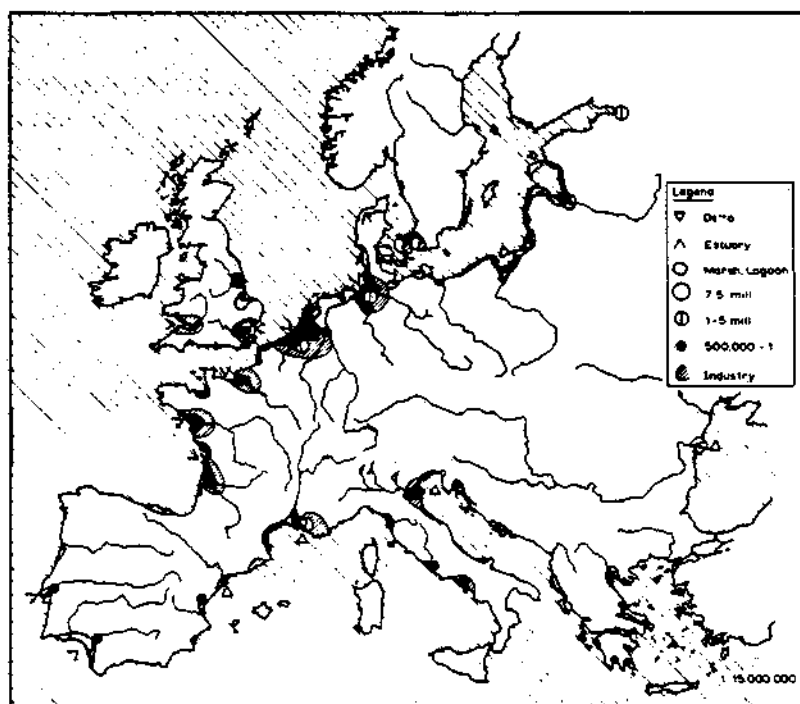 Legend
Delta
Estuary
Marsh, Lagoon
7.5 mill
1-5 mill
500,000 - 1
Industry
1:15.000.000